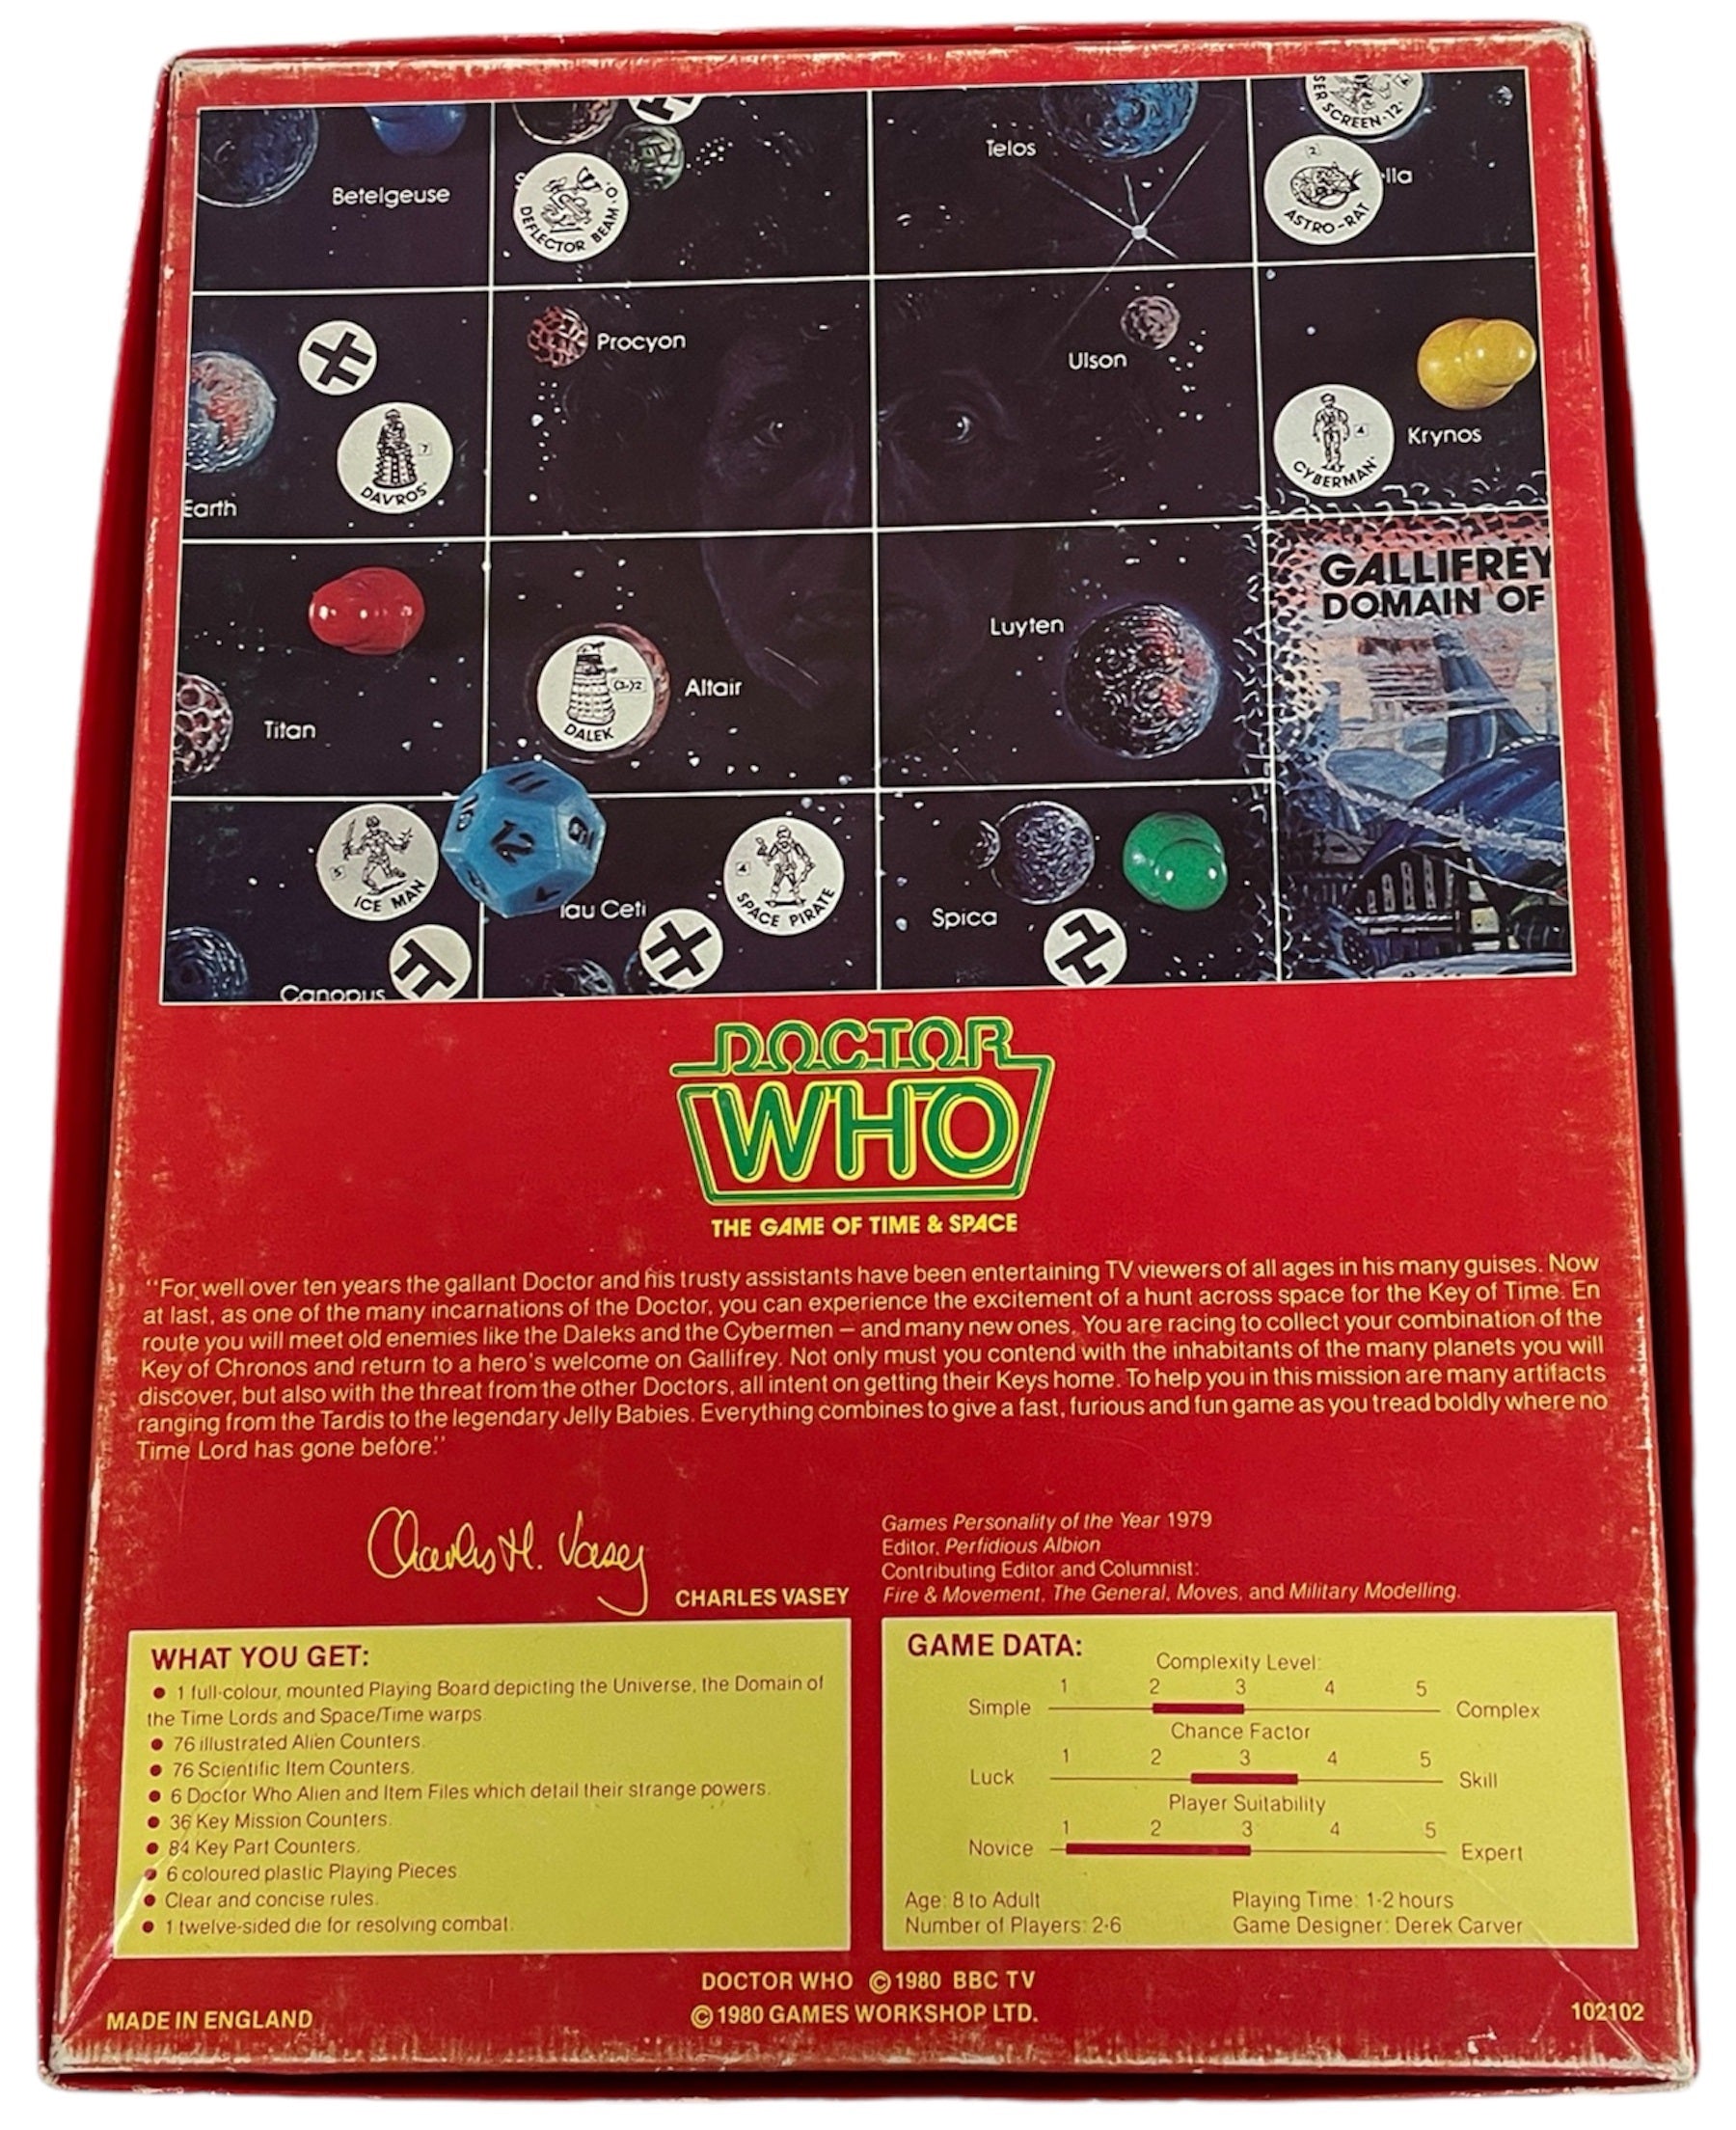 Betelgeuse
DEFLECTOR BEAM·O·
Telos
SCREEN·12·
2
ASTRO-RAT
lla
Procyon
Ulson
7
DAVROS
Earth
4
CYBERMAN
Krynos
GALLIFREY
DOMAIN OF
Luyten
DALEK
Altair
Titan
5
ICE MAN
11
12
Tau Ceti
4
SPACE PIRATE
Spica
Canopus
DOCTOR
WHO
THE GAME OF TIME & SPACE
"For well over ten years the gallant Doctor and his trusty assistants have been entertaining TV viewers of all ages in his many guises. Now
at last, as one of the many incarnations of the Doctor, you can experience the excitement of a hunt across space for the Key of Time. En
route you will meet old enemies like the Daleks and the Cybermen – and many new ones. You are racing to collect your combination of the
Key of Chronos and return to a hero's welcome on Gallifrey. Not only must you contend with the inhabitants of the many planets you will
discover, but also with the threat from the other Doctors, all intent on getting their Keys home. To help you in this mission are many artifacts
ranging from the Tardis to the legendary Jelly Babies. Everything combines to give a fast, furious and fun game as you tread boldly where no
Time Lord has gone before."
Charles H. Vasey
CHARLES VASEY
Games Personality of the Year 1979
Editor, Perfidious Albion
Contributing Editor and Columnist:
Fire & Movement, The General, Moves, and Military Modelling.
WHAT YOU GET:
● 1 full-colour, mounted Playing Board depicting the Universe, the Domain of
the Time Lords and Space/Time warps.
● 76 illustrated Alien Counters.
● 76 Scientific Item Counters.
● 6 Doctor Who Alien and Item Files which detail their strange powers.
● 36 Key Mission Counters.
● 84 Key Part Counters.
● 6 coloured plastic Playing Pieces
● Clear and concise rules.
● 1 twelve-sided die for resolving combat.
GAME DATA:
Complexity Level:
1 2 3 4 5
Simple Complex
Chance Factor
1 2 3 4 5
Luck Skill
Player Suitability
1 2 3 4 5
Novice Expert
Age: 8 to Adult Playing Time: 1-2 hours
Number of Players: 2-6 Game Designer: Derek Carver
DOCTOR WHO © 1980 BBC TV
© 1980 GAMES WORKSHOP LTD.
MADE IN ENGLAND
102102